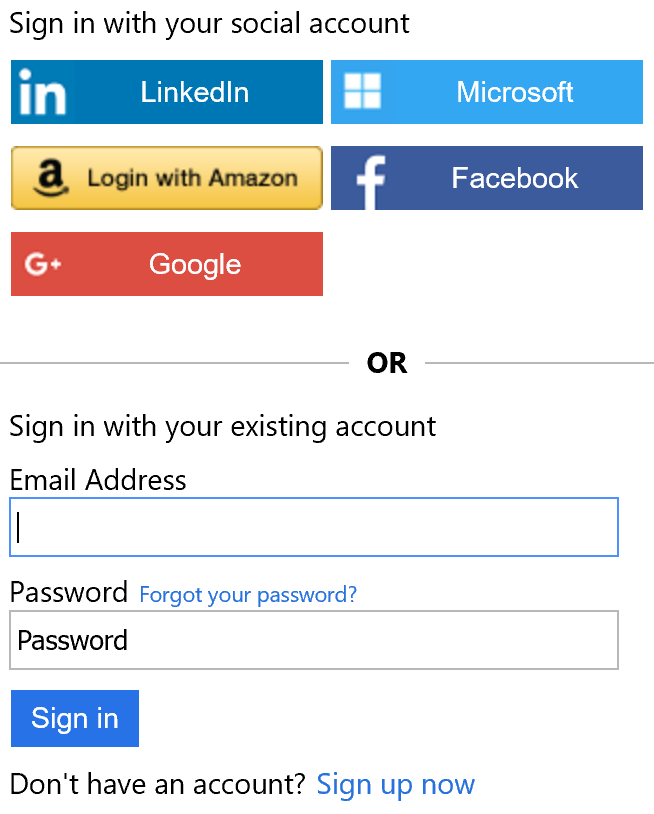 Sign in with your social account
in LinkedIn
Microsoft
a Login with Amazon
f Facebook
G+ Google
OR
Sign in with your existing account
Email Address
Password Forgot your password?
Password
Sign in
Don't have an account? Sign up now